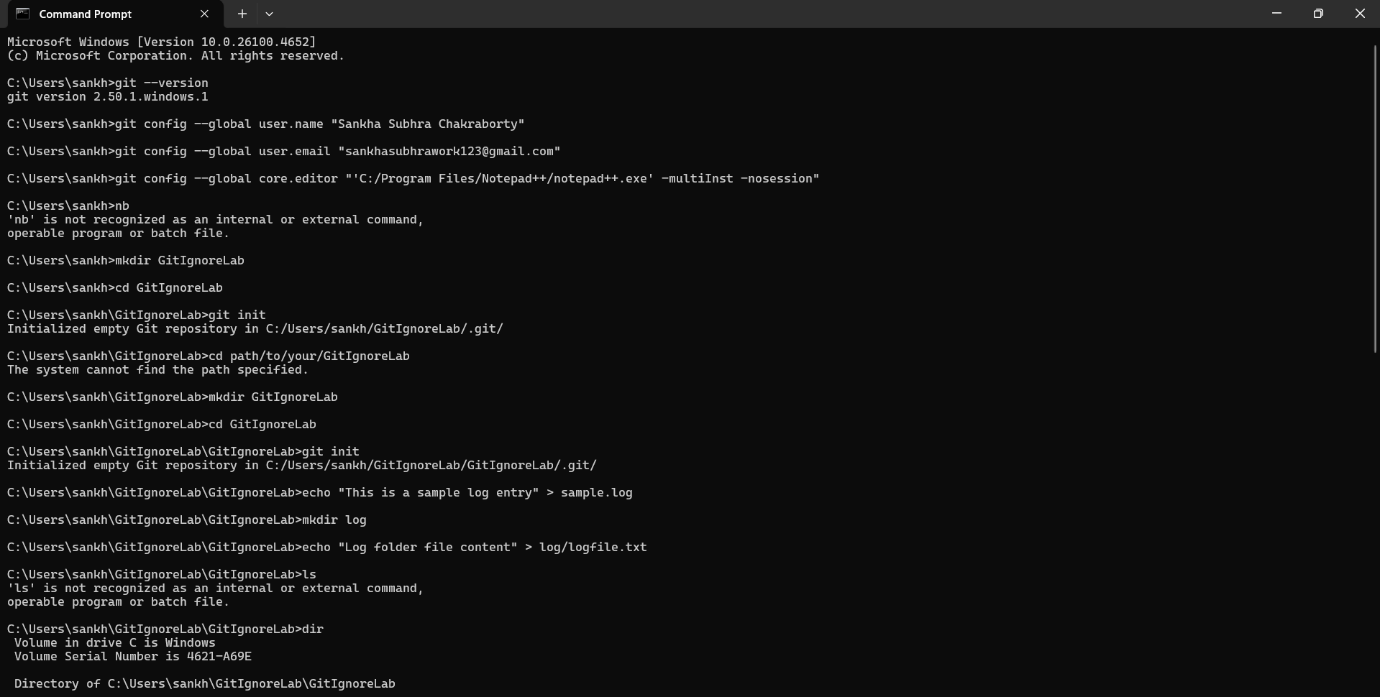 Command Prompt
Microsoft Windows [Version 10.0.26100.4652]
(c) Microsoft Corporation. All rights reserved.
C:\Users\sankh>git --version
git version 2.50.1.windows.1
C:\Users\sankh>git config --global user.name "Sankha Subhra Chakraborty"
C:\Users\sankh>git config --global user.email "sankhasubhrawork123@gmail.com"
C:\Users\sankh>git config --global core.editor "'C:/Program Files/Notepad++/notepad++.exe' -multiInst -nosession"
C:\Users\sankh>nb
'nb' is not recognized as an internal or external command,
operable program or batch file.
C:\Users\sankh>mkdir GitIgnoreLab
C:\Users\sankh>cd GitIgnoreLab
C:\Users\sankh\GitIgnoreLab>git init
Initialized empty Git repository in C:/Users/sankh/GitIgnoreLab/.git/
C:\Users\sankh\GitIgnoreLab>cd path/to/your/GitIgnoreLab
The system cannot find the path specified.
C:\Users\sankh\GitIgnoreLab>mkdir GitIgnoreLab
C:\Users\sankh\GitIgnoreLab>cd GitIgnoreLab
C:\Users\sankh\GitIgnoreLab\GitIgnoreLab>git init
Initialized empty Git repository in C:/Users/sankh/GitIgnoreLab/GitIgnoreLab/.git/
C:\Users\sankh\GitIgnoreLab\GitIgnoreLab>echo "This is a sample log entry" > sample.log
C:\Users\sankh\GitIgnoreLab\GitIgnoreLab>mkdir log
C:\Users\sankh\GitIgnoreLab\GitIgnoreLab>echo "Log folder file content" > log/logfile.txt
C:\Users\sankh\GitIgnoreLab\GitIgnoreLab>ls
'ls' is not recognized as an internal or external command,
operable program or batch file.
C:\Users\sankh\GitIgnoreLab\GitIgnoreLab>dir
Volume in drive C is Windows
Volume Serial Number is 4621-A69E
Directory of C:\Users\sankh\GitIgnoreLab\GitIgnoreLab